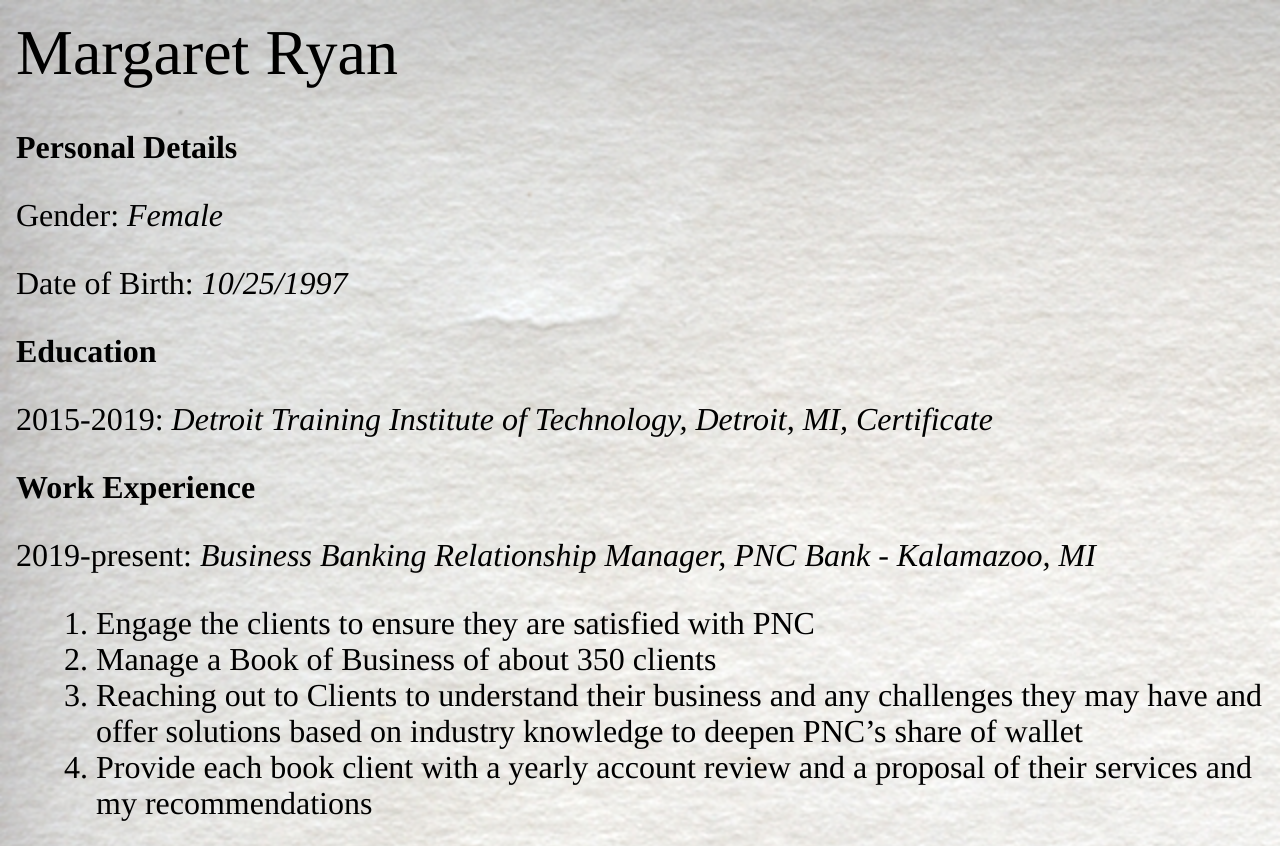 Margaret Ryan
Personal Details
Gender: Female
Date of Birth: 10/25/1997
Education
2015-2019: Detroit Training Institute of Technology, Detroit, MI, Certificate
Work Experience
2019-present: Business Banking Relationship Manager, PNC Bank - Kalamazoo, MI
1. Engage the clients to ensure they are satisfied with PNC
2. Manage a Book of Business of about 350 clients
3. Reaching out to Clients to understand their business and any challenges they may have and
offer solutions based on industry knowledge to deepen PNC’s share of wallet
4. Provide each book client with a yearly account review and a proposal of their services and
my recommendations